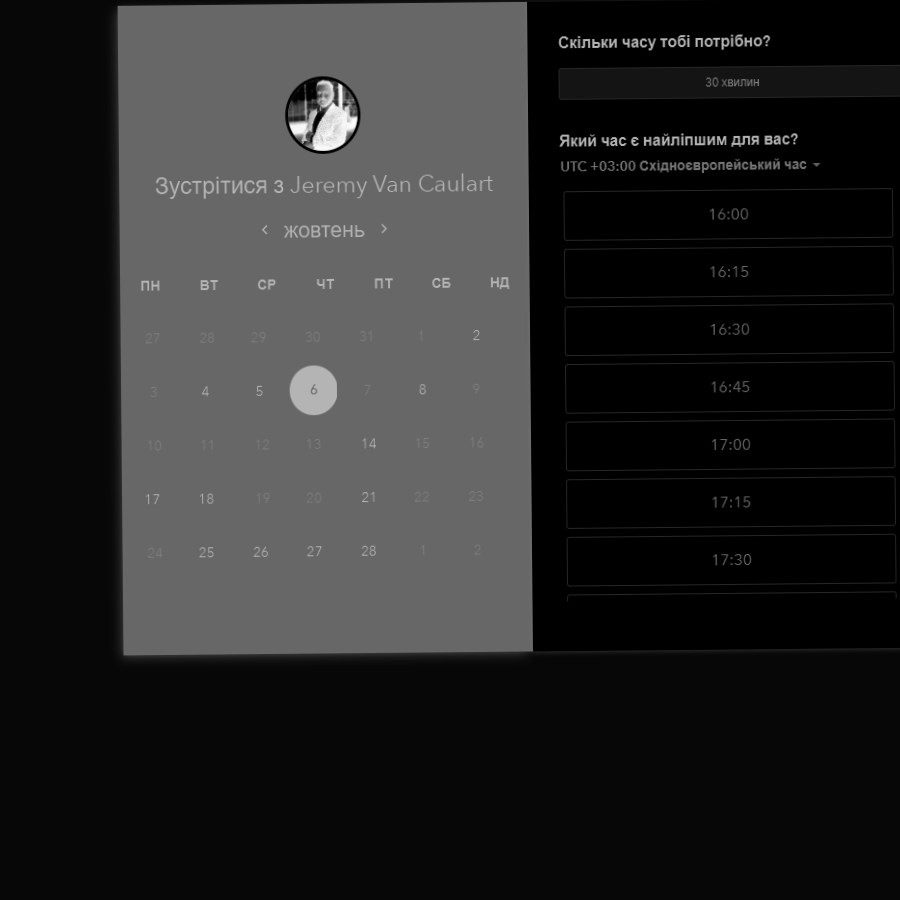 Зустрітися з Jeremy Van Caulart
жовтень
ПН ВТ СР ЧТ ПТ СБ НД
27 28 29 30 31 1 2
3 4 5 6 7 8 9
10 11 12 13 14 15 16
17 18 19 20 21 22 23
24 25 26 27 28 1 2
Скільки часу тобі потрібно?
30 хвилин
Який час є найліпшим для вас?
UTC +03:00 Східноєвропейський час
16:00
16:15
16:30
16:45
17:00
17:15
17:30